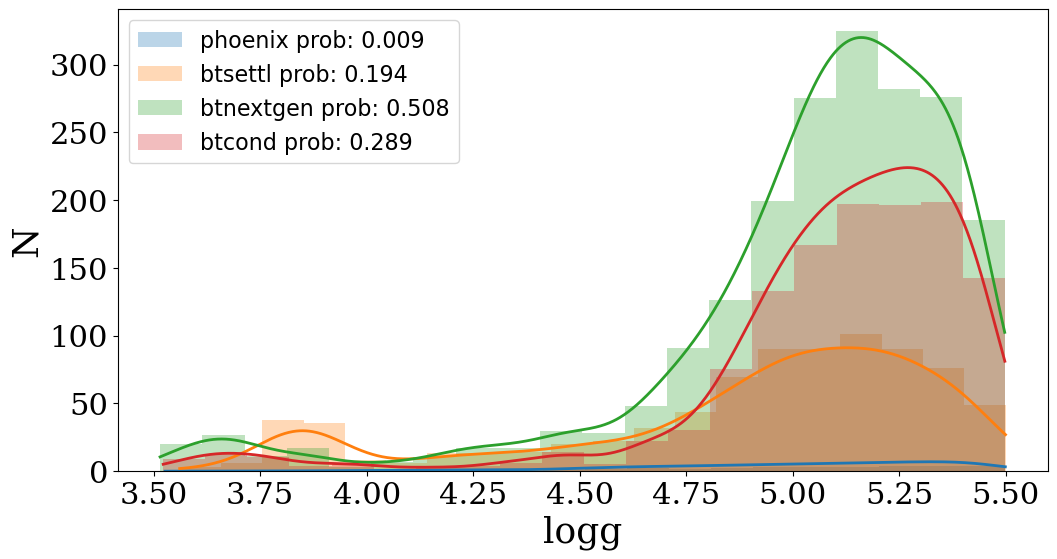 phoenix prob: 0.009
btsettl prob: 0.194
btnextgen prob: 0.508
btcond prob: 0.289
300
250
200
150
100
50
0
N
3.50 3.75 4.00 4.25 4.50 4.75 5.00 5.25 5.50
logg